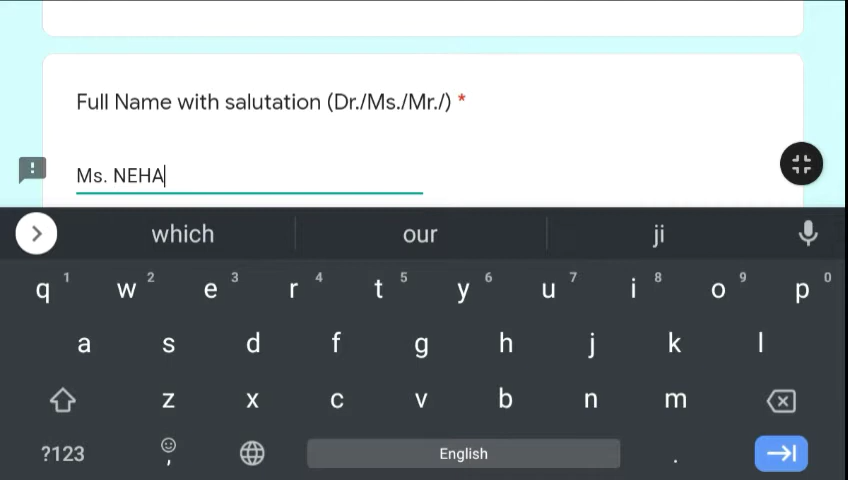 Full Name with salutation (Dr./Ms./Mr./) *
Ms. NEHA
which our ji
q 1 w 2 e 3 r 4 t 5 y 6 u 7 i 8 o 9 p 0
a s d f g h j k l
z x c v b n m
?123 , English .